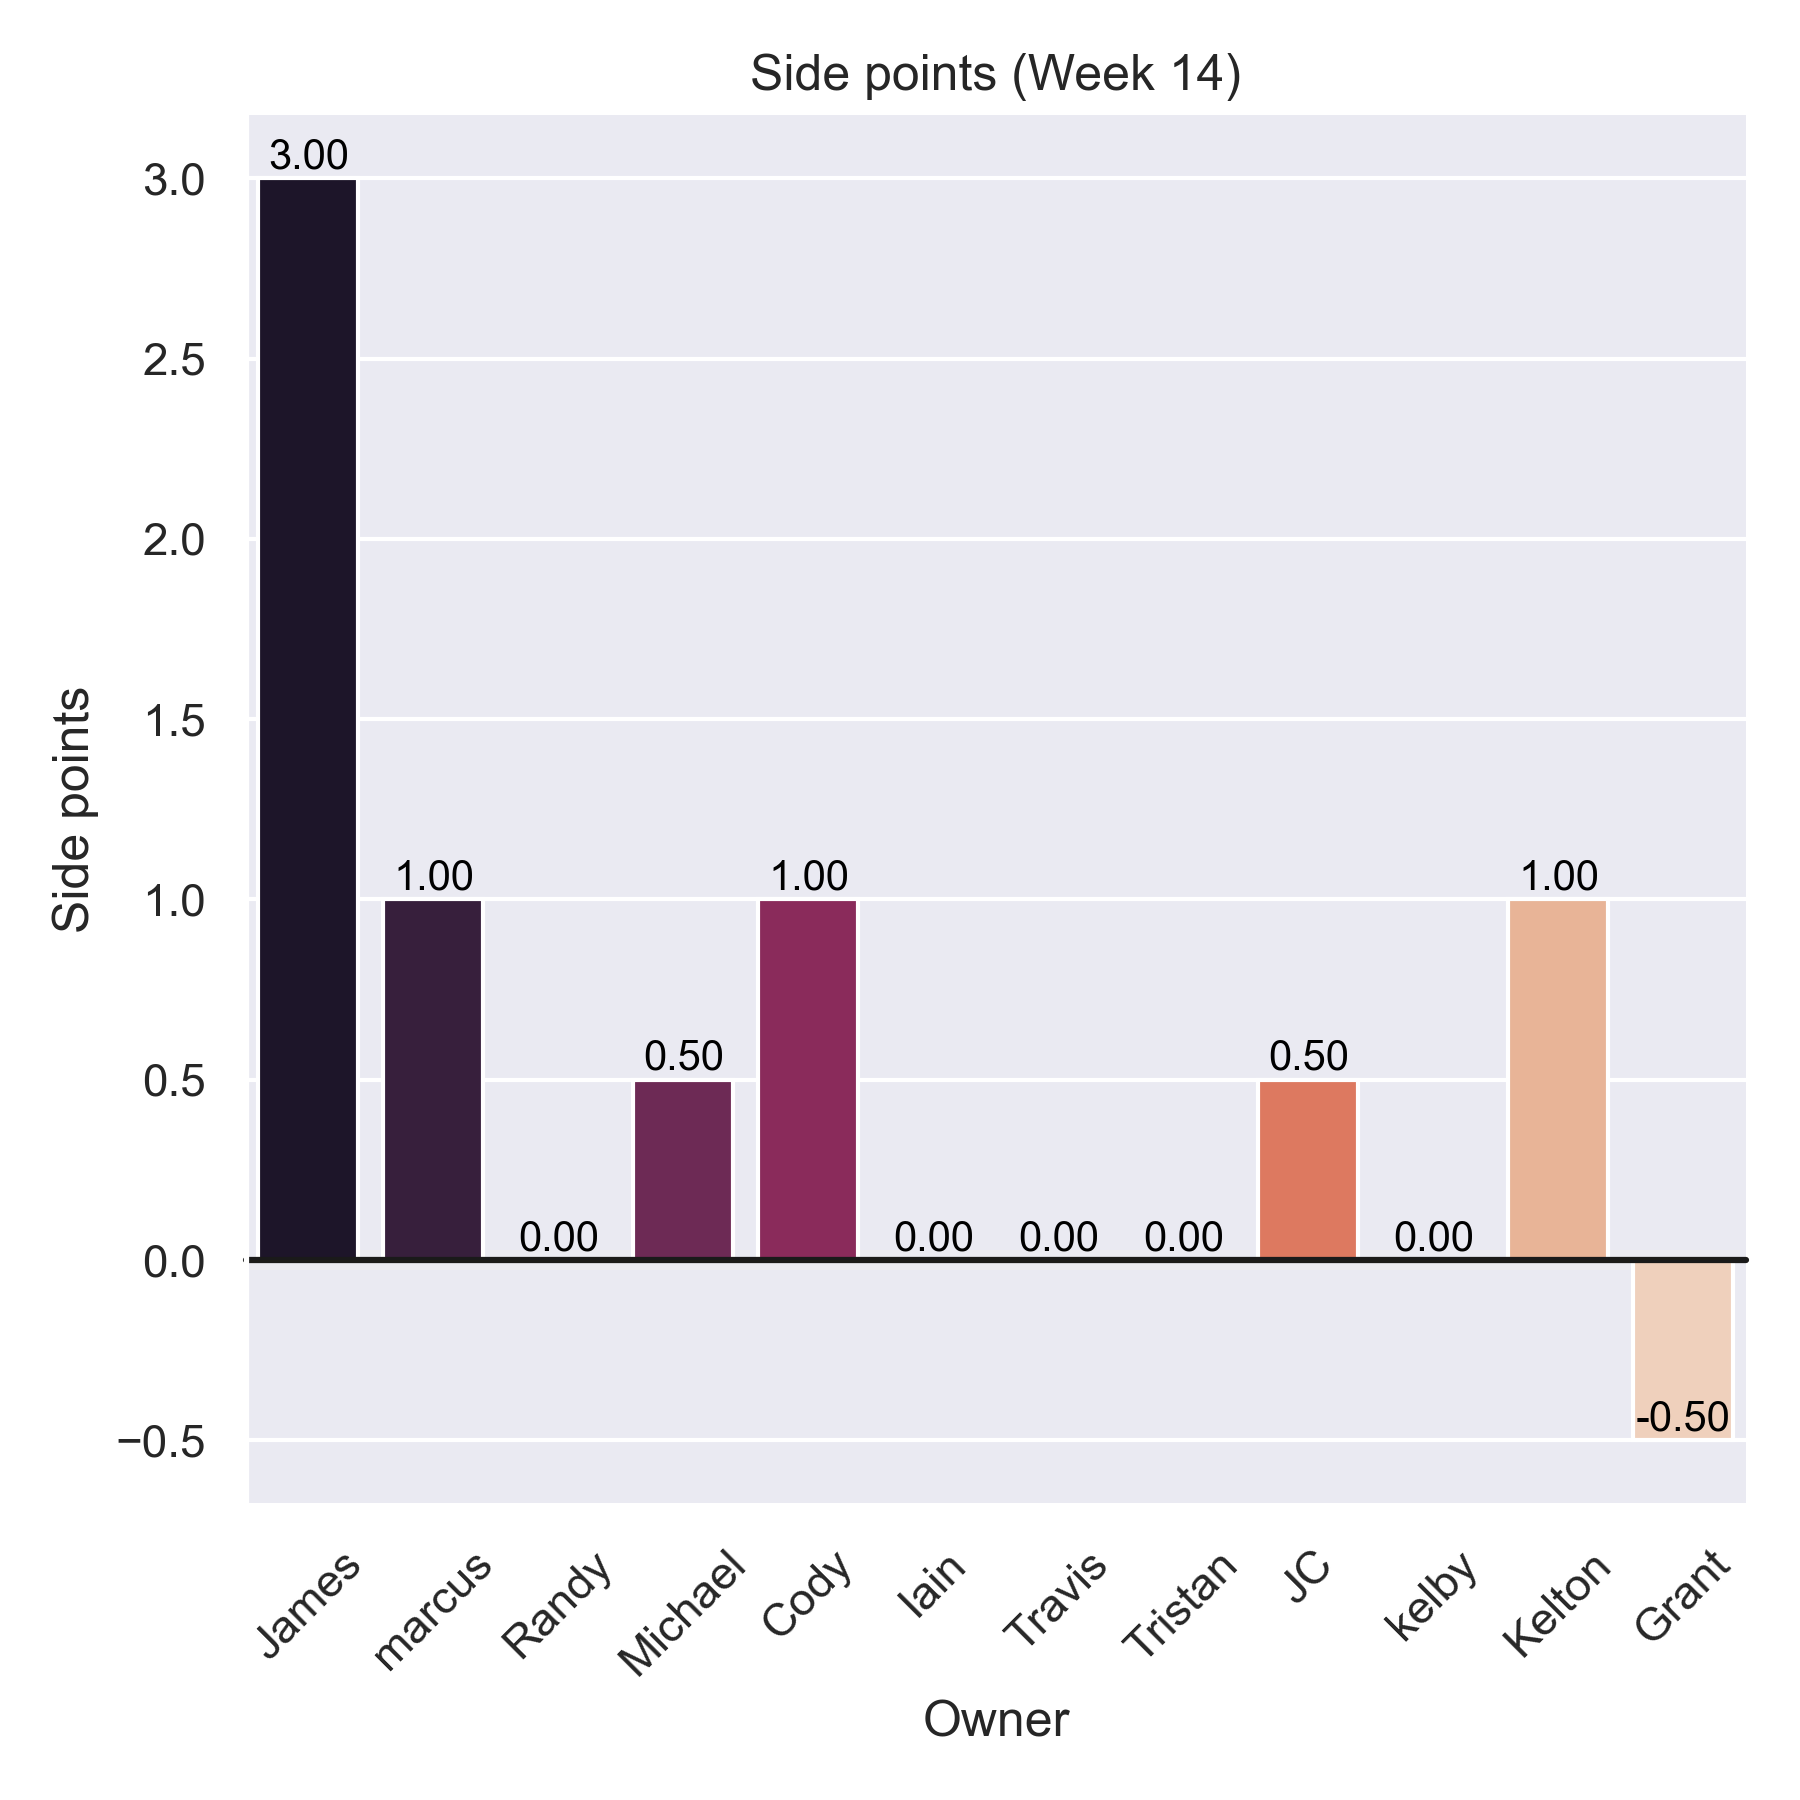 Side points (Week 14)
3.00
3.0
2.5
2.0
1.5
1.00 1.00 1.00
1.0
0.50 0.50
0.5
0.00 0.00 0.00 0.00 0.00
0.0
-0.50
−0.5
Side points
James marcus Randy Michael Cody Iain Travis Tristan JC kelby Kelton Grant
Owner